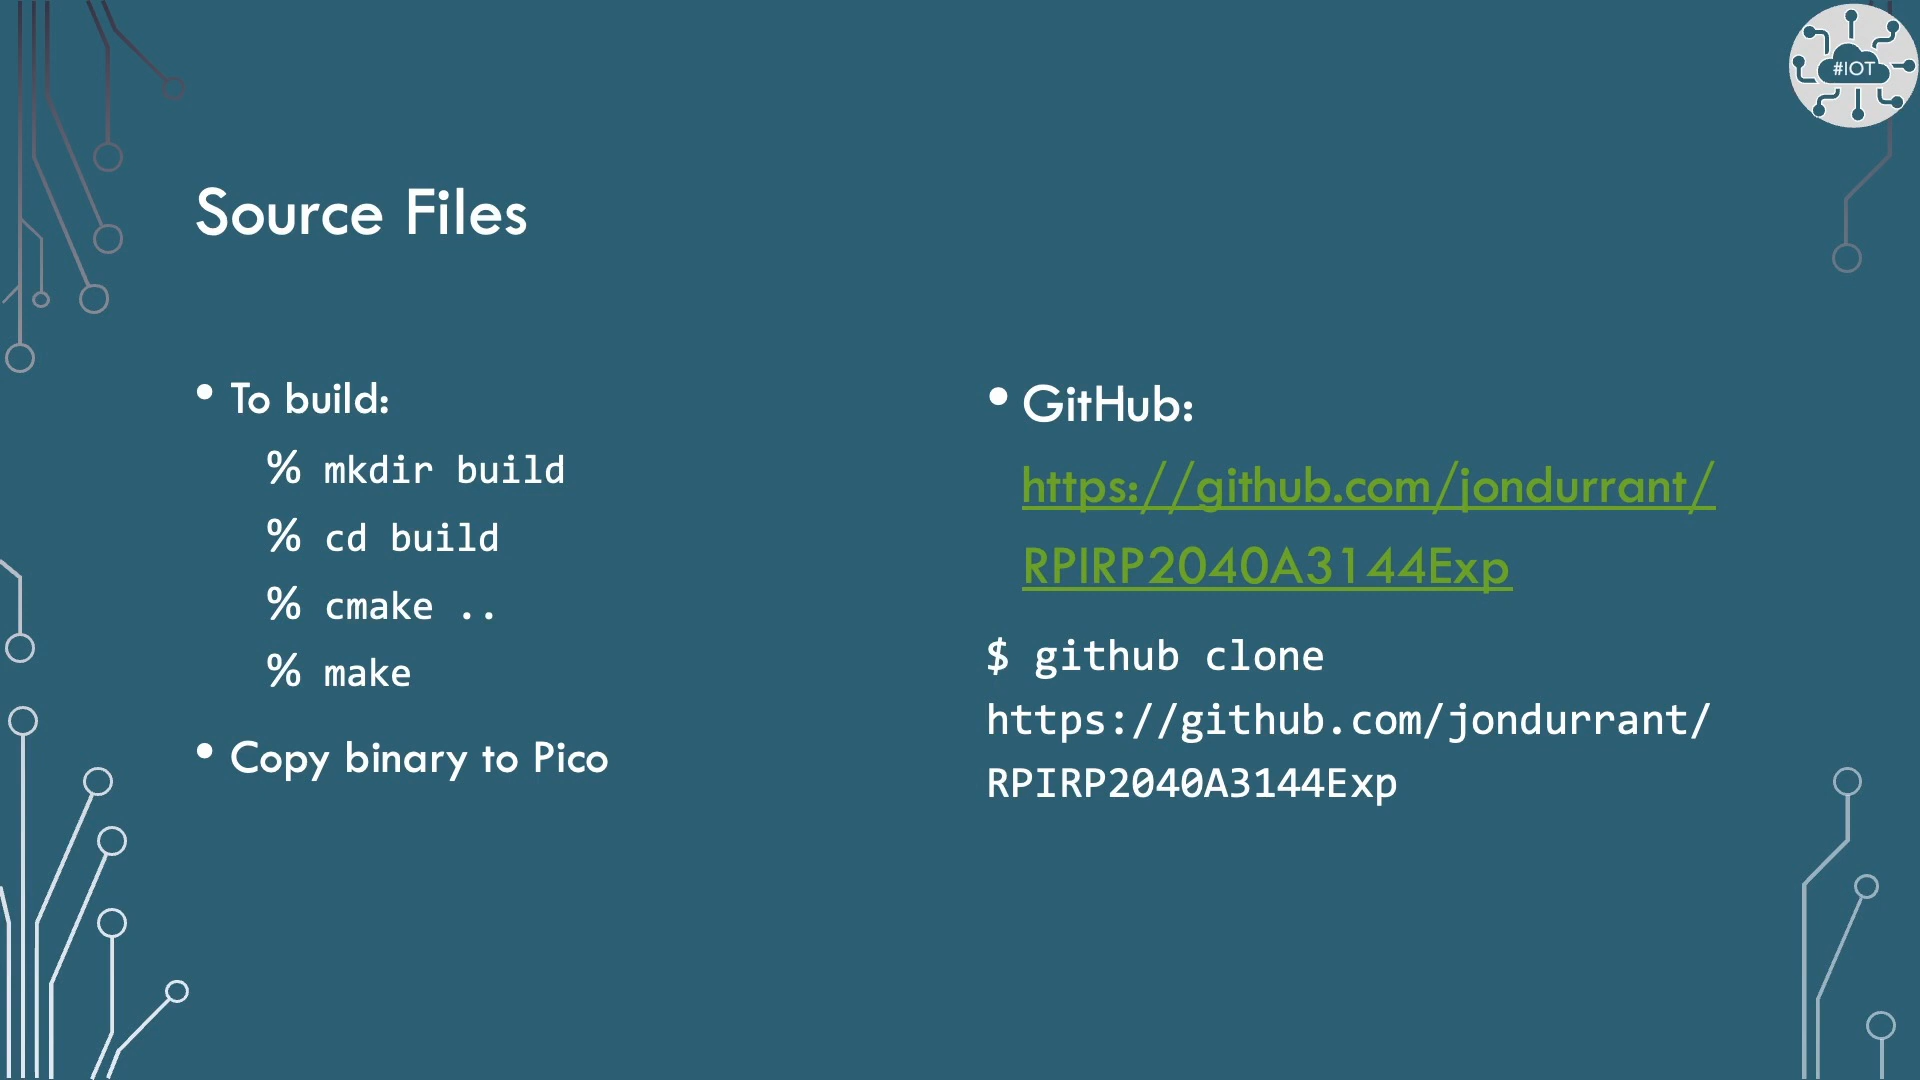 #IOT
Source Files
• To build:
% mkdir build
% cd build
% cmake ..
% make
• Copy binary to Pico
• GitHub:
https://github.com/jondurrant/
RPIRP2040A3144Exp
$ github clone
https://github.com/jondurrant/
RPIRP2040A3144Exp